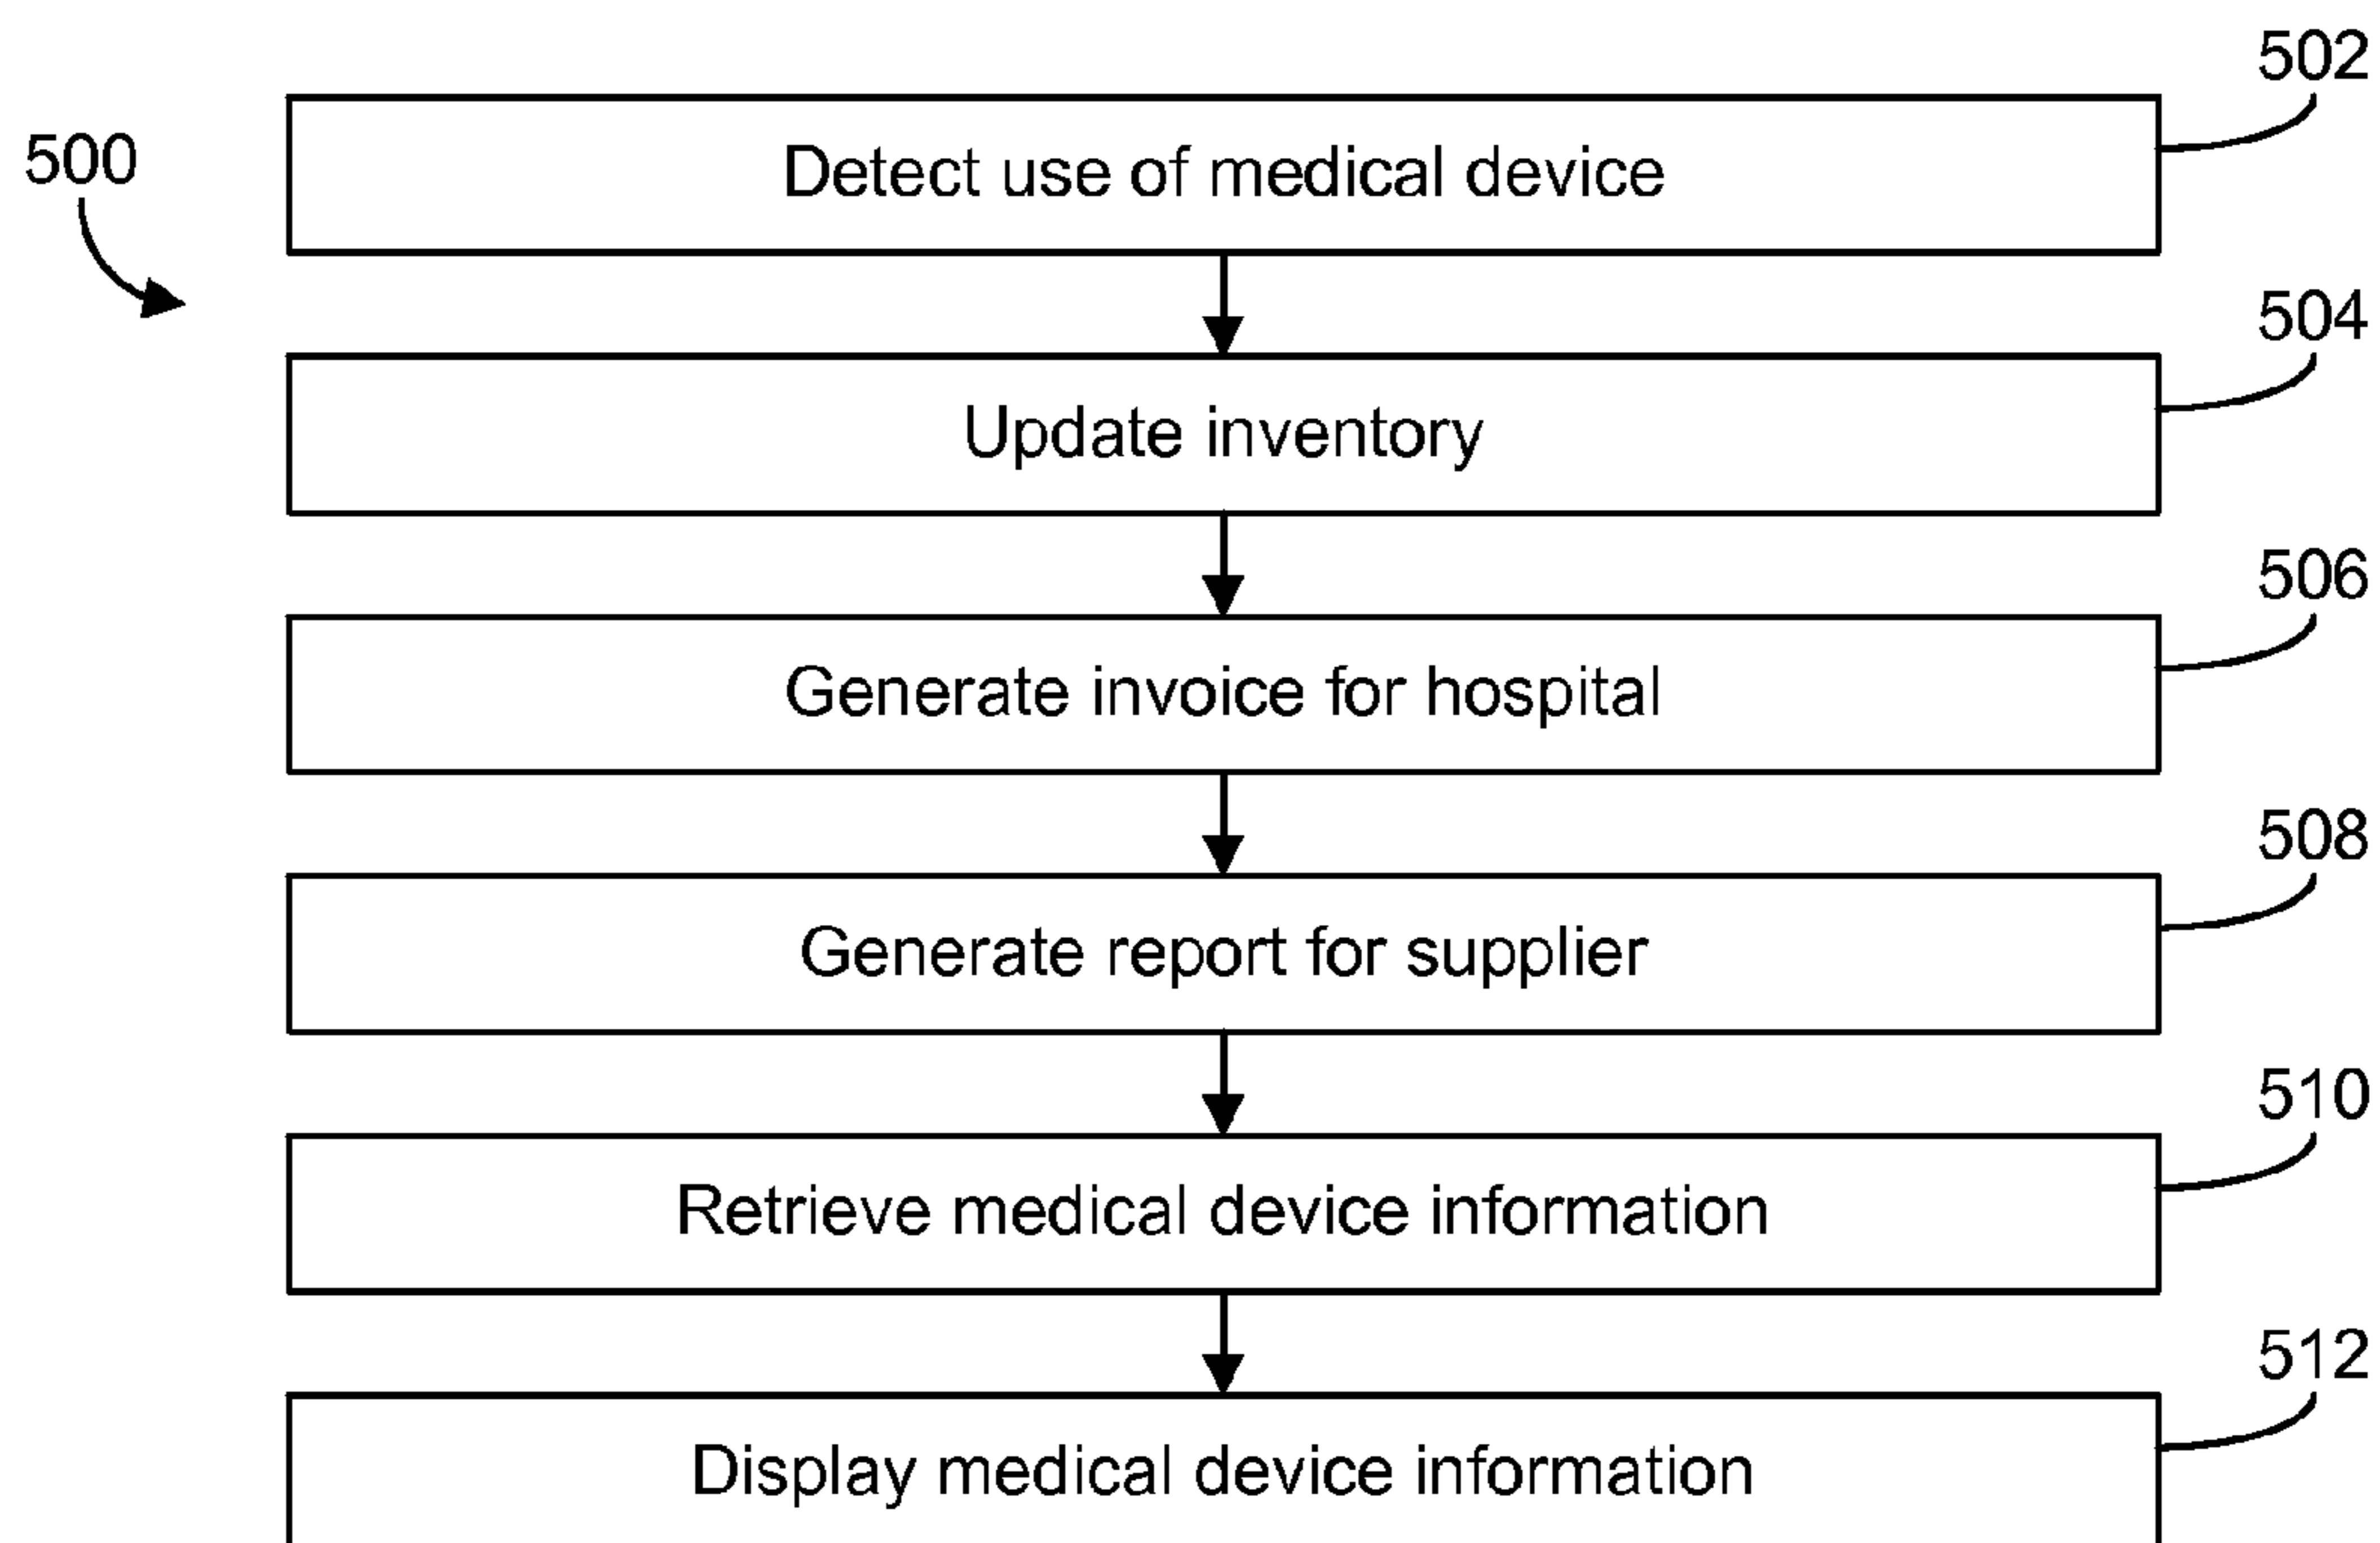 502
500
Detect use of medical device
504
Update inventory
506
Generate invoice for hospital
508
Generate report for supplier
510
Retrieve medical device information
512
Display medical device information